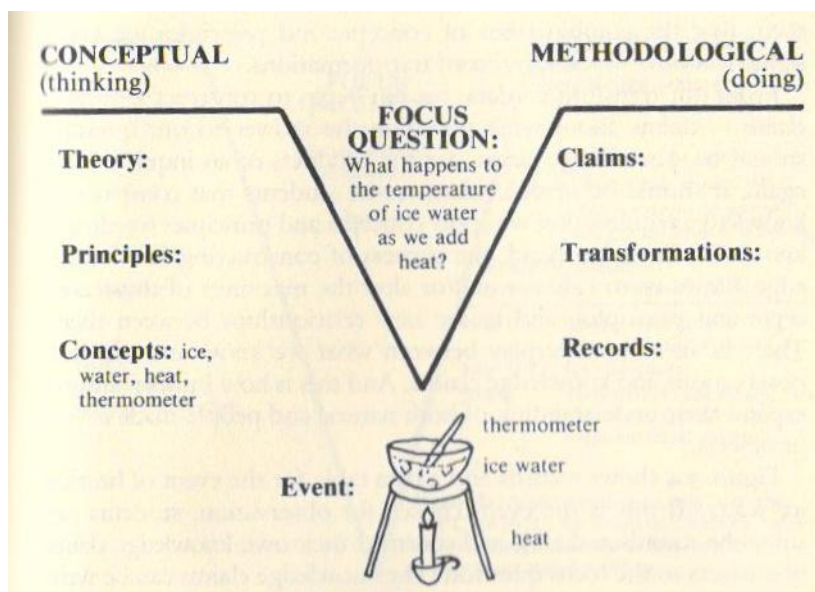 CONCEPTUAL
(thinking)
METHODOLOGICAL
(doing)
FOCUS
QUESTION:
What happens to
the temperature
of ice water
as we add
heat?
Theory:
Principles:
Concepts: ice,
water, heat,
thermometer
Claims:
Transformations:
Records:
Event:
thermometer
ice water
heat